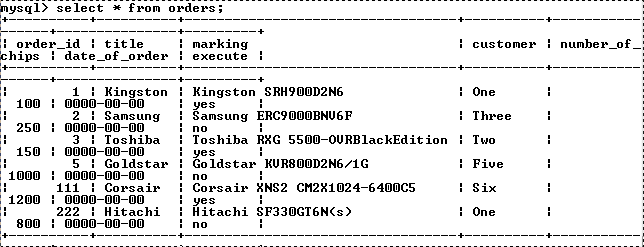 mysql> select * from orders;
+----------+----------+-----------------------------------+----------+----------
------+---------------+---------+
| order_id | title | marking | customer | number_of_
chips | date_of_order | execute |
| 1 | Kingston | Kingston SRH900D2N6 | One |
100 | 0000-00-00 | yes |
| 2 | Samsung | Samsung ERC9000BNV6F | Three |
250 | 0000-00-00 | no |
| 3 | Toshiba | Toshiba RXG 5500-OVRBlackEdition | Two |
150 | 0000-00-00 | yes |
| 5 | Goldstar | Goldstar KVR800D2N6/1G | Five |
1000 | 0000-00-00 | no |
| 111 | Corsair | Corsair XNS2 CM2X1024-6400C5 | Six |
1200 | 0000-00-00 | yes |
| 222 | Hitachi | Hitachi SF330GT6N(s) | One |
800 | 0000-00-00 | no |